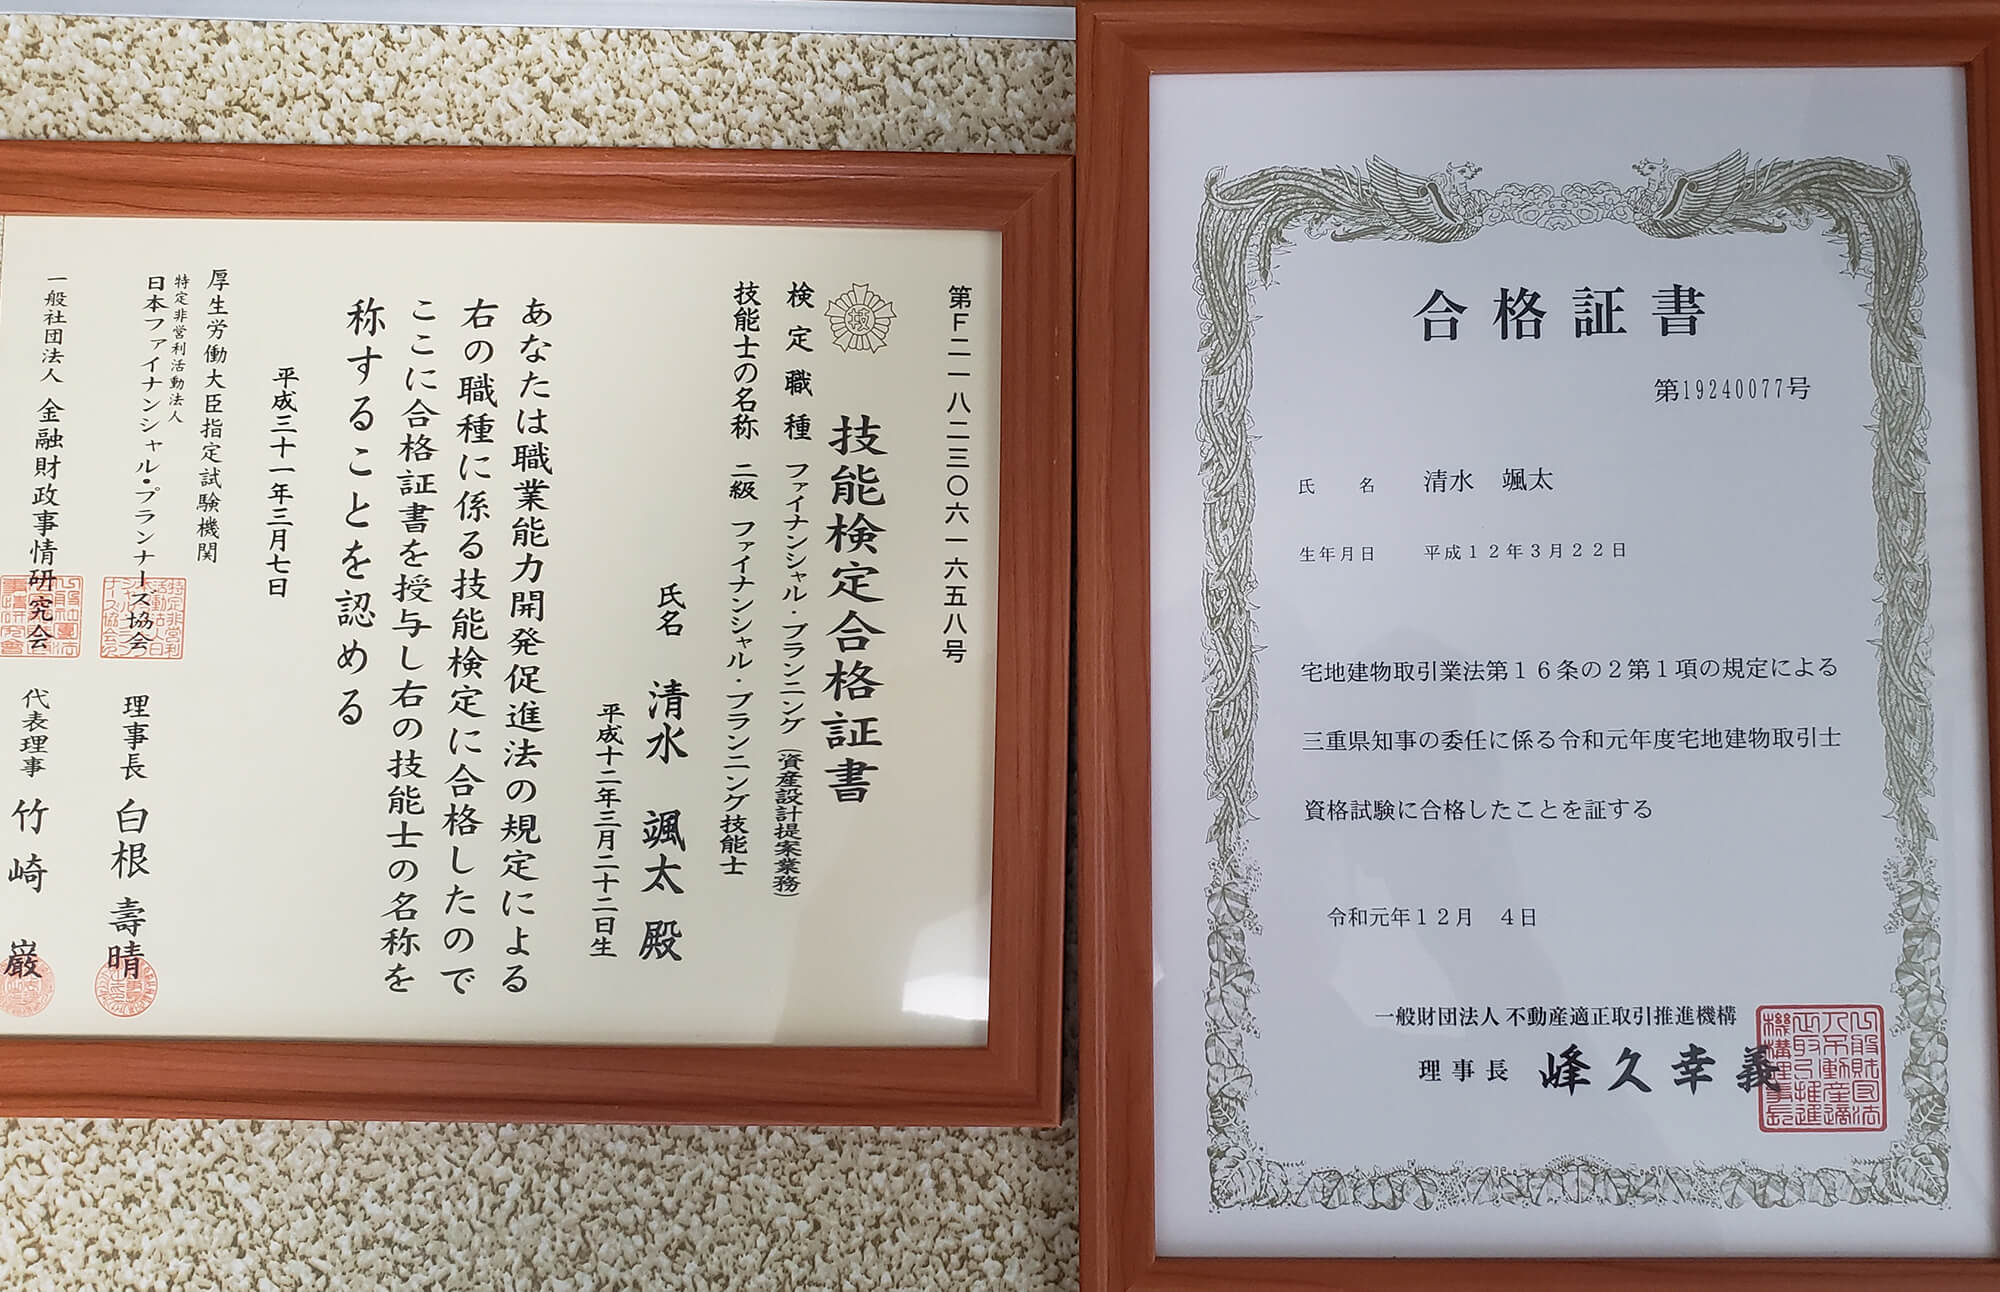 第F二一八二三〇六一六五八号
技
技能検定合格証書
検定職種 ファイナンシャル・プランニング(資産設計提案業務)
技能士の名称 二級 ファイナンシャル・プランニング技能士
氏名 清水 颯太 殿
平成十二年三月二十二日生
あなたは職業能力開発促進法の規定による
右の職種に係る技能検定に合格したので
ここに合格証書を授与し右の技能士の名称を
称することを認める
平成三十一年三月七日
厚生労働大臣指定試験機関
特定非営利活動法人
日本ファイナンシャル・プランナーズ協会 理事長 白根 壽晴
一般社団法人 金融財政事情研究会 代表理事 竹崎 巌
合格証書
第19240077号
氏名 清水 颯太
生年月日 平成12年3月22日
宅地建物取引業法第16条の2第1項の規定による
三重県知事の委任に係る令和元年度宅地建物取引士
資格試験に合格したことを証する
令和元年12月 4日
一般財団法人 不動産適正取引推進機構
理事長 峰久幸義